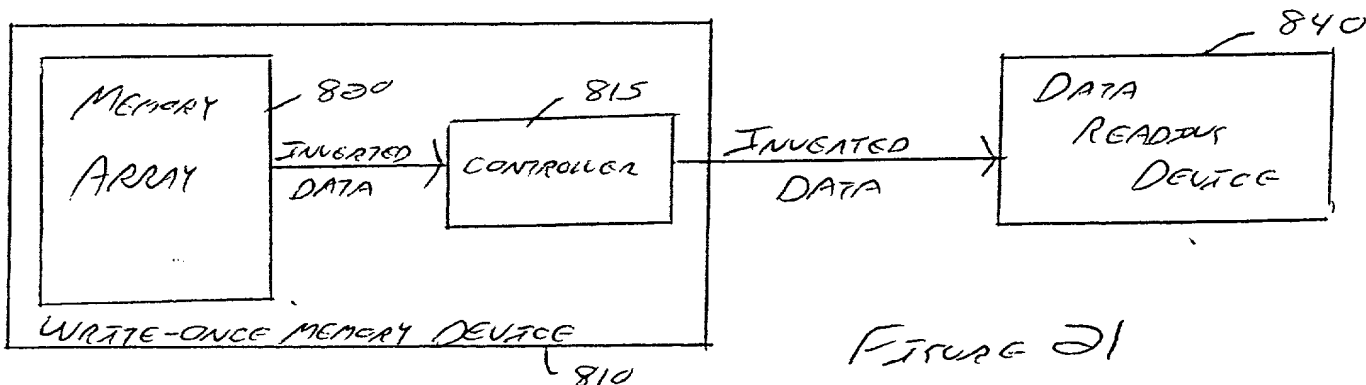 840
MEMORY
ARRAY
820
INVERTED
DATA
815
CONTROLLER
INVERTED
DATA
DATA
READING
DEVICE
WRITE-ONCE MEMORY DEVICE
810
FIGURE 21